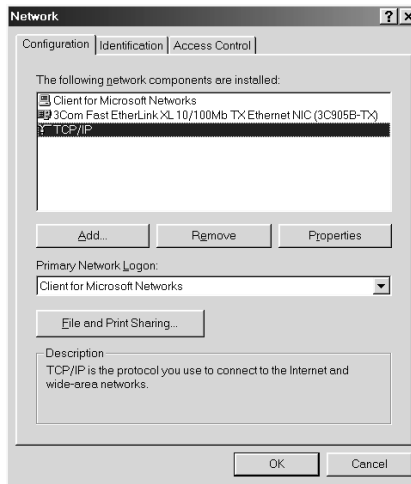 Network
Configuration Identification Access Control
The following network components are installed:
Client for Microsoft Networks
3Com Fast EtherLink XL 10/100Mb TX Ethernet NIC (3C905B-TX)
TCP/IP
Add... Remove Properties
Primary Network Logon:
Client for Microsoft Networks
File and Print Sharing...
Description
TCP/IP is the protocol you use to connect to the Internet and
wide-area networks.
OK Cancel